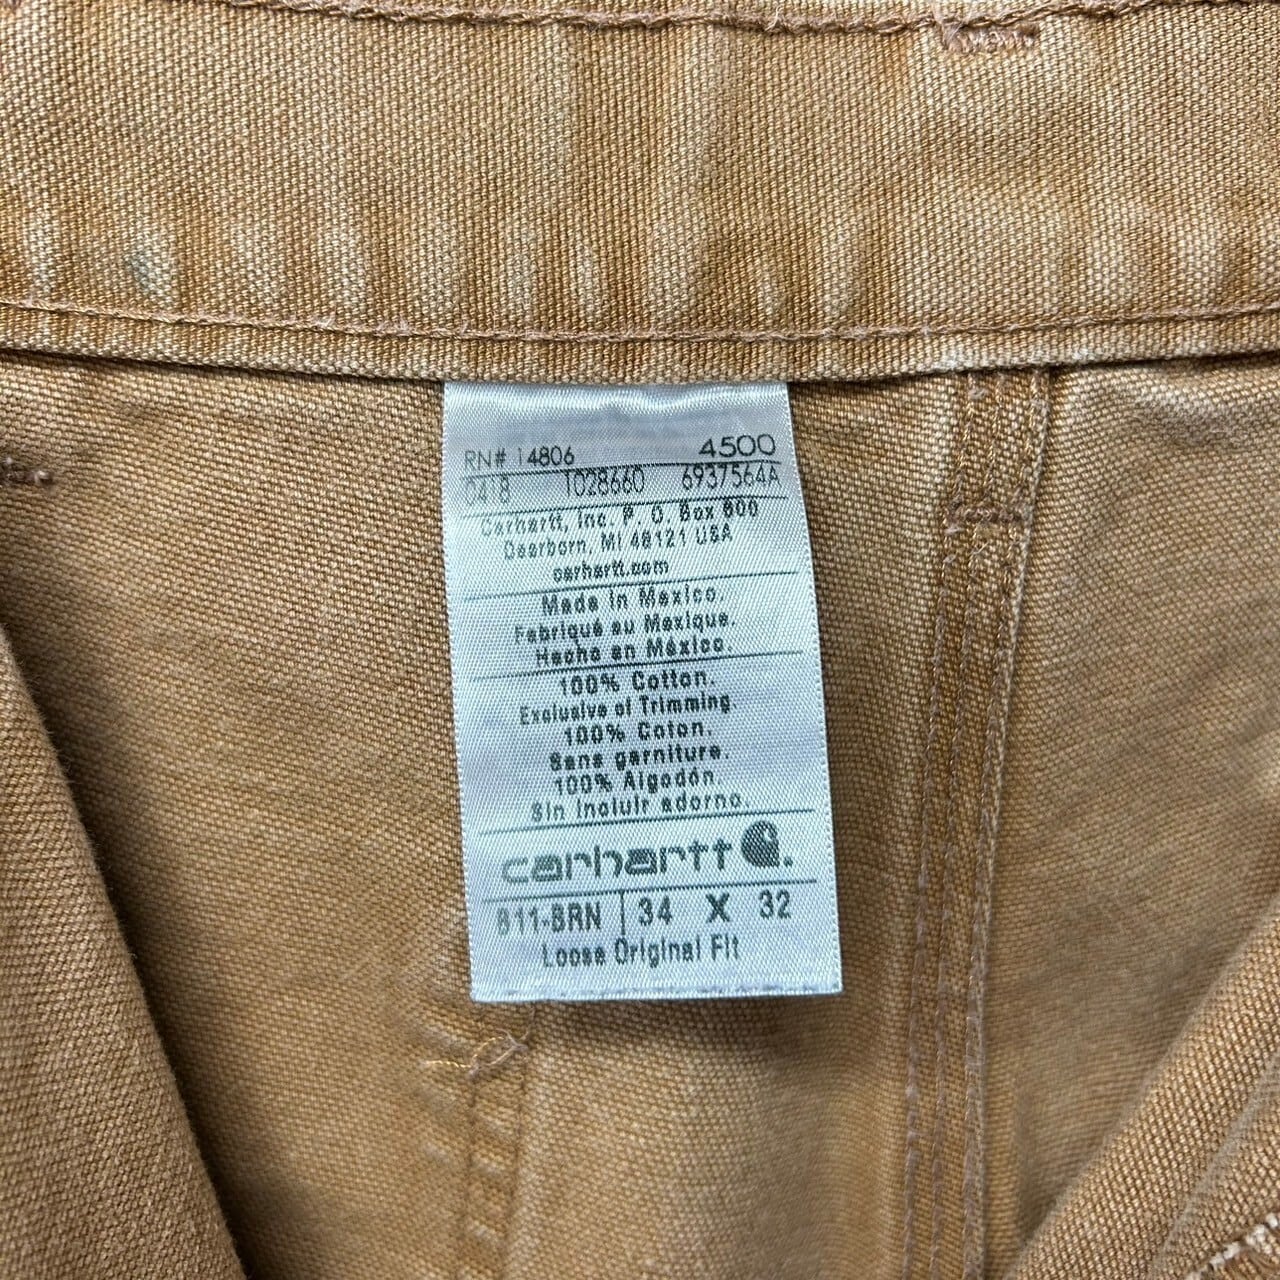 RN# 14806 4500
0418 1028660 6937564A
Carhartt, Inc. P. O. Box 600
Dearborn, MI 48121 USA
carhartt.com
Made in Mexico.
Fabriqué au Mexique.
Hecho en México.
100% Cotton.
Exclusive of Trimming.
100% Coton.
Sans garniture.
100% Algodón.
Sin incluir adorno.
carhartt
B11-BRN 34 X 32
Loose Original Fit